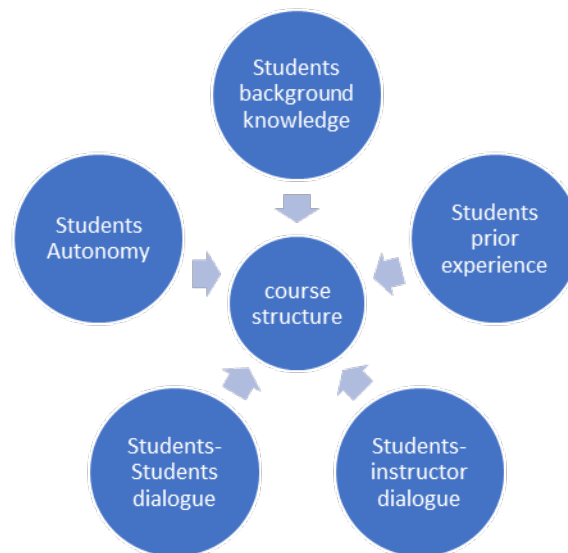 Students
background
knowledge
Students
Autonomy
Students
prior
experience
course
structure
Students-
Students
dialogue
Students-
instructor
dialogue